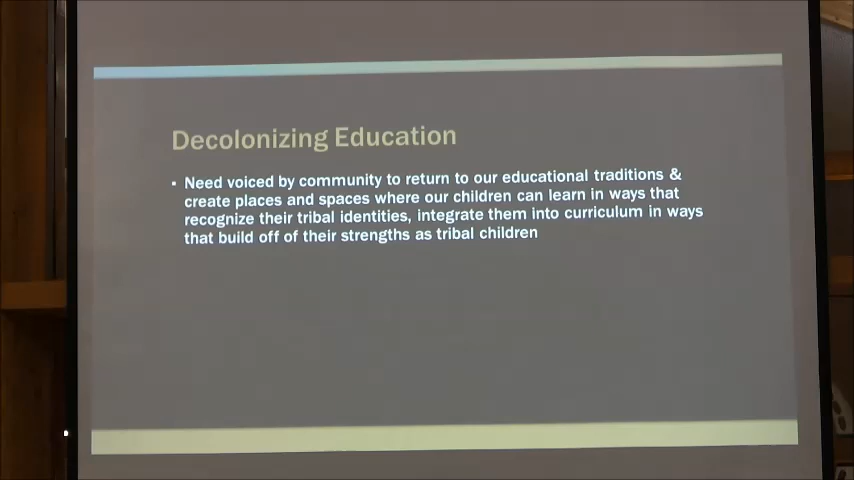 Decolonizing Education
▪ Need voiced by community to return to our educational traditions &
create places and spaces where our children can learn in ways that
recognize their tribal identities, integrate them into curriculum in ways
that build off of their strengths as tribal children